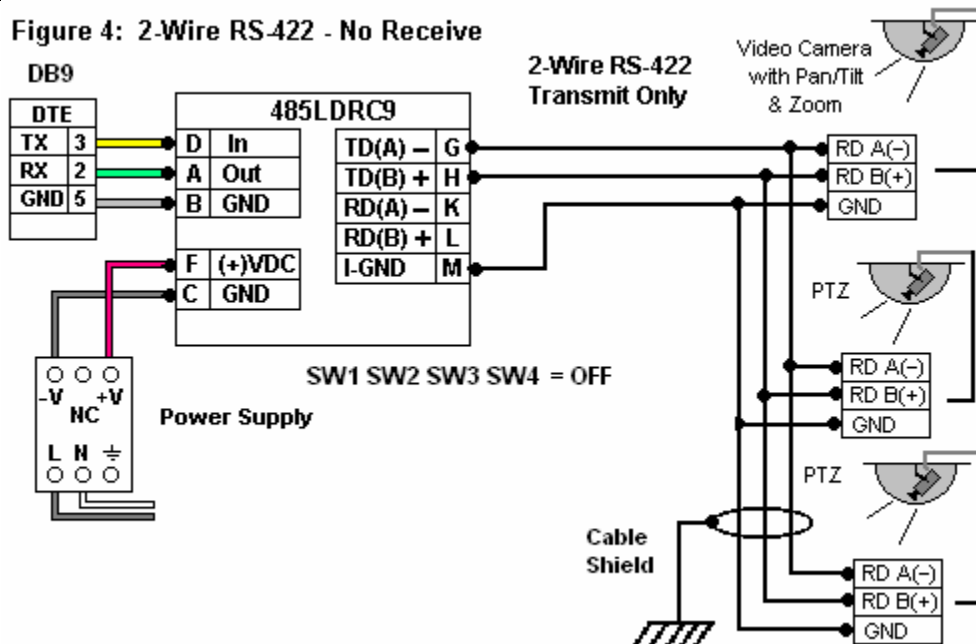 Figure 4: 2-Wire RS-422 - No Receive
DB9
DTE
TX 3
RX 2
GND 5
485LDRC9
D In
A Out
B GND
F (+)VDC
C GND
TD(A) – G
TD(B) + H
RD(A) – K
RD(B) + L
I-GND M
SW1 SW2 SW3 SW4 = OFF
2-Wire RS-422
Transmit Only
Video Camera
with Pan/Tilt
& Zoom
RD A(–)
RD B(+)
GND
PTZ
RD A(–)
RD B(+)
GND
PTZ
RD A(–)
RD B(+)
GND
-V +V
NC
L N
Power Supply
Cable
Shield